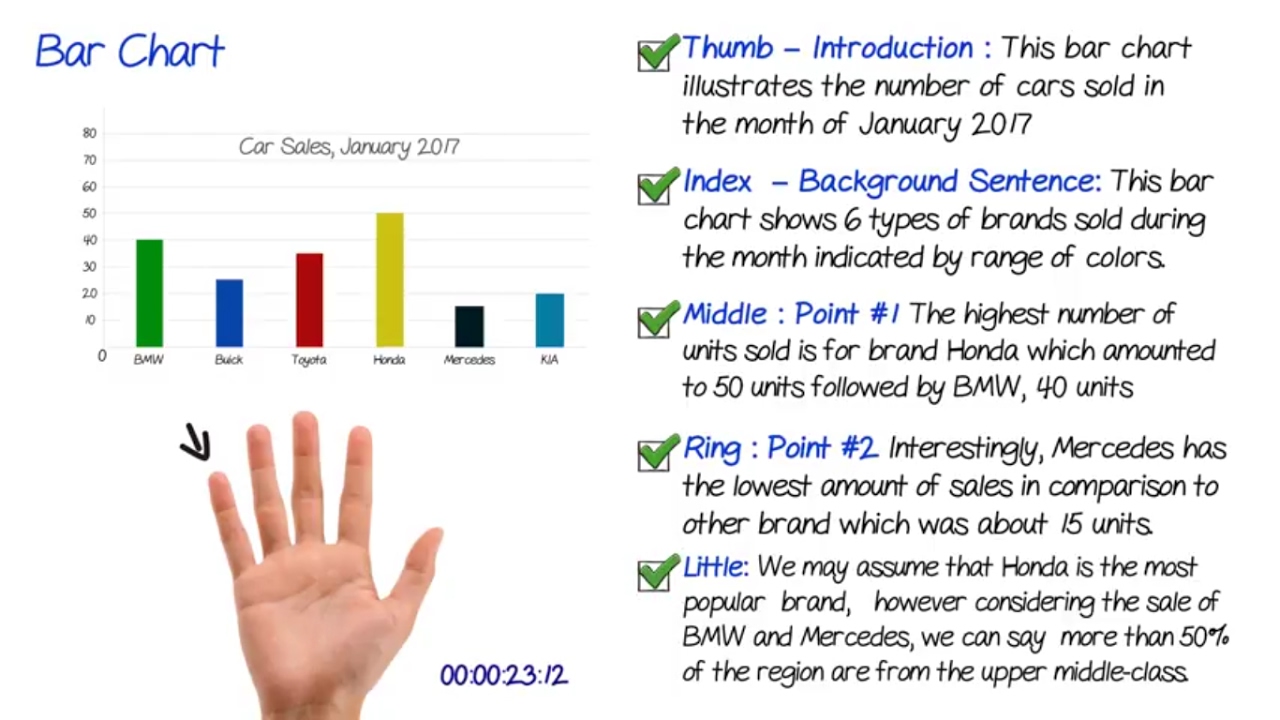 Bar Chart
Car Sales, January 2017
80
70
60
50
40
30
20
10
0
BMW Buick Toyota Honda Mercedes KIA
00:00:23:12
Thumb – Introduction : This bar chart
illustrates the number of cars sold in
the month of January 2017
Index – Background Sentence: This bar
chart shows 6 types of brands sold during
the month indicated by range of colors.
Middle : Point #1 The highest number of
units sold is for brand Honda which amounted
to 50 units followed by BMW, 40 units
Ring : Point #2 Interestingly, Mercedes has
the lowest amount of sales in comparison to
other brand which was about 15 units.
Little: We may assume that Honda is the most
popular brand, however considering the sale of
BMW and Mercedes, we can say more than 50%
of the region are from the upper middle-class.